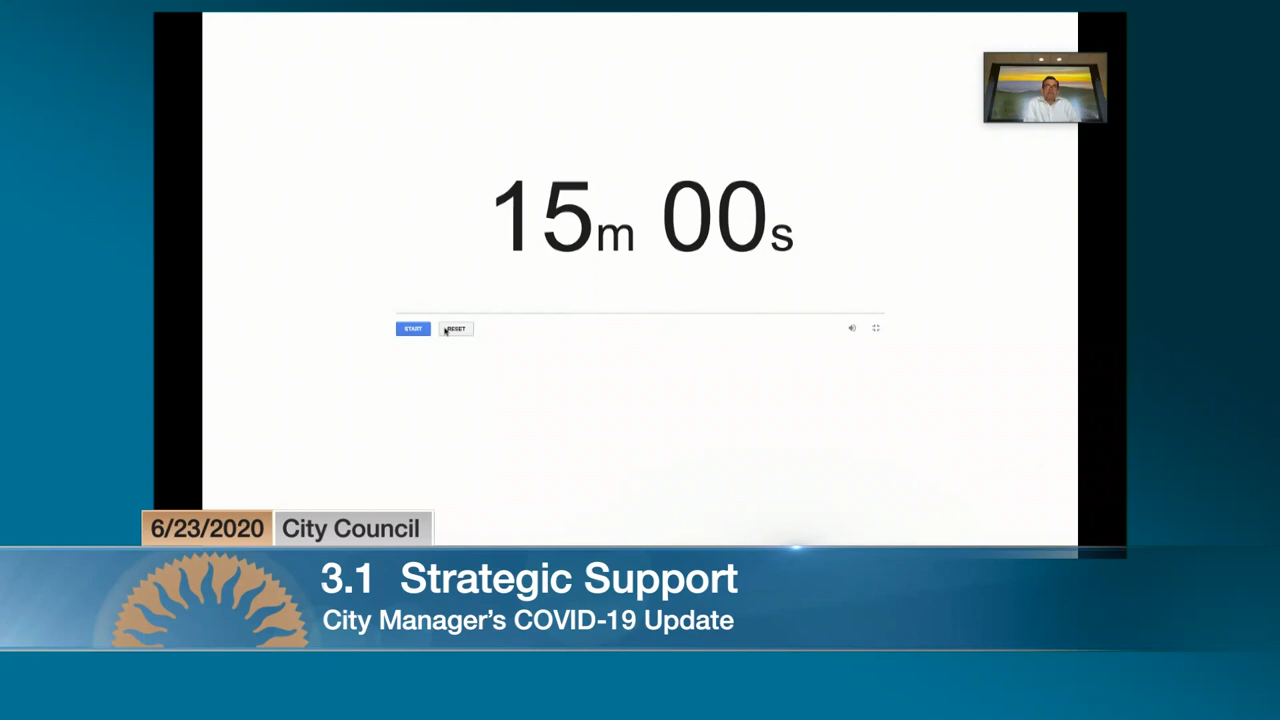 15m 00s
START
RESET
6/23/2020 City Council
3.1 Strategic Support
City Manager's COVID-19 Update